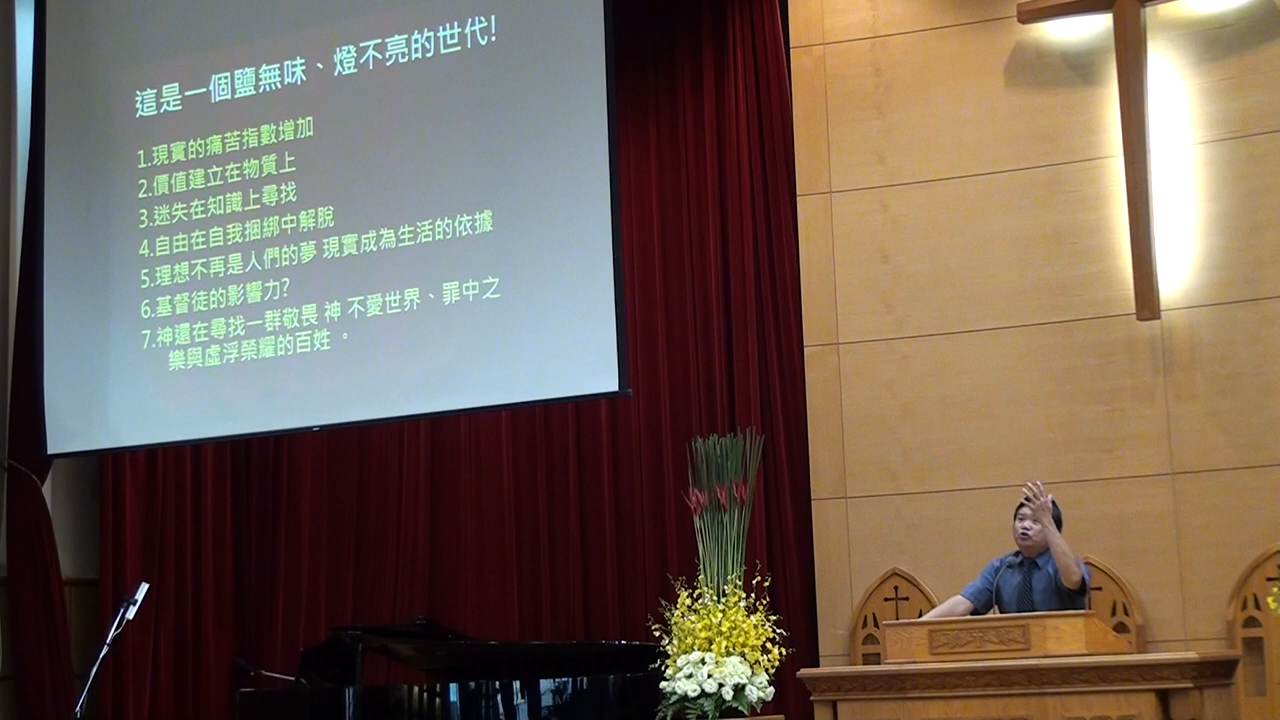 這是一個鹽無味、燈不亮的世代!
1.現實的痛苦指數增加
2.價值建立在物質上
3.迷失在知識上尋找
4.自由在自我捆綁中解脫
5.理想不再是人們的夢 現實成為生活的依據
6.基督徒的影響力?
7.神還在尋找一群敬畏 神 不愛世界、罪中之
樂與虛浮榮耀的百姓 。